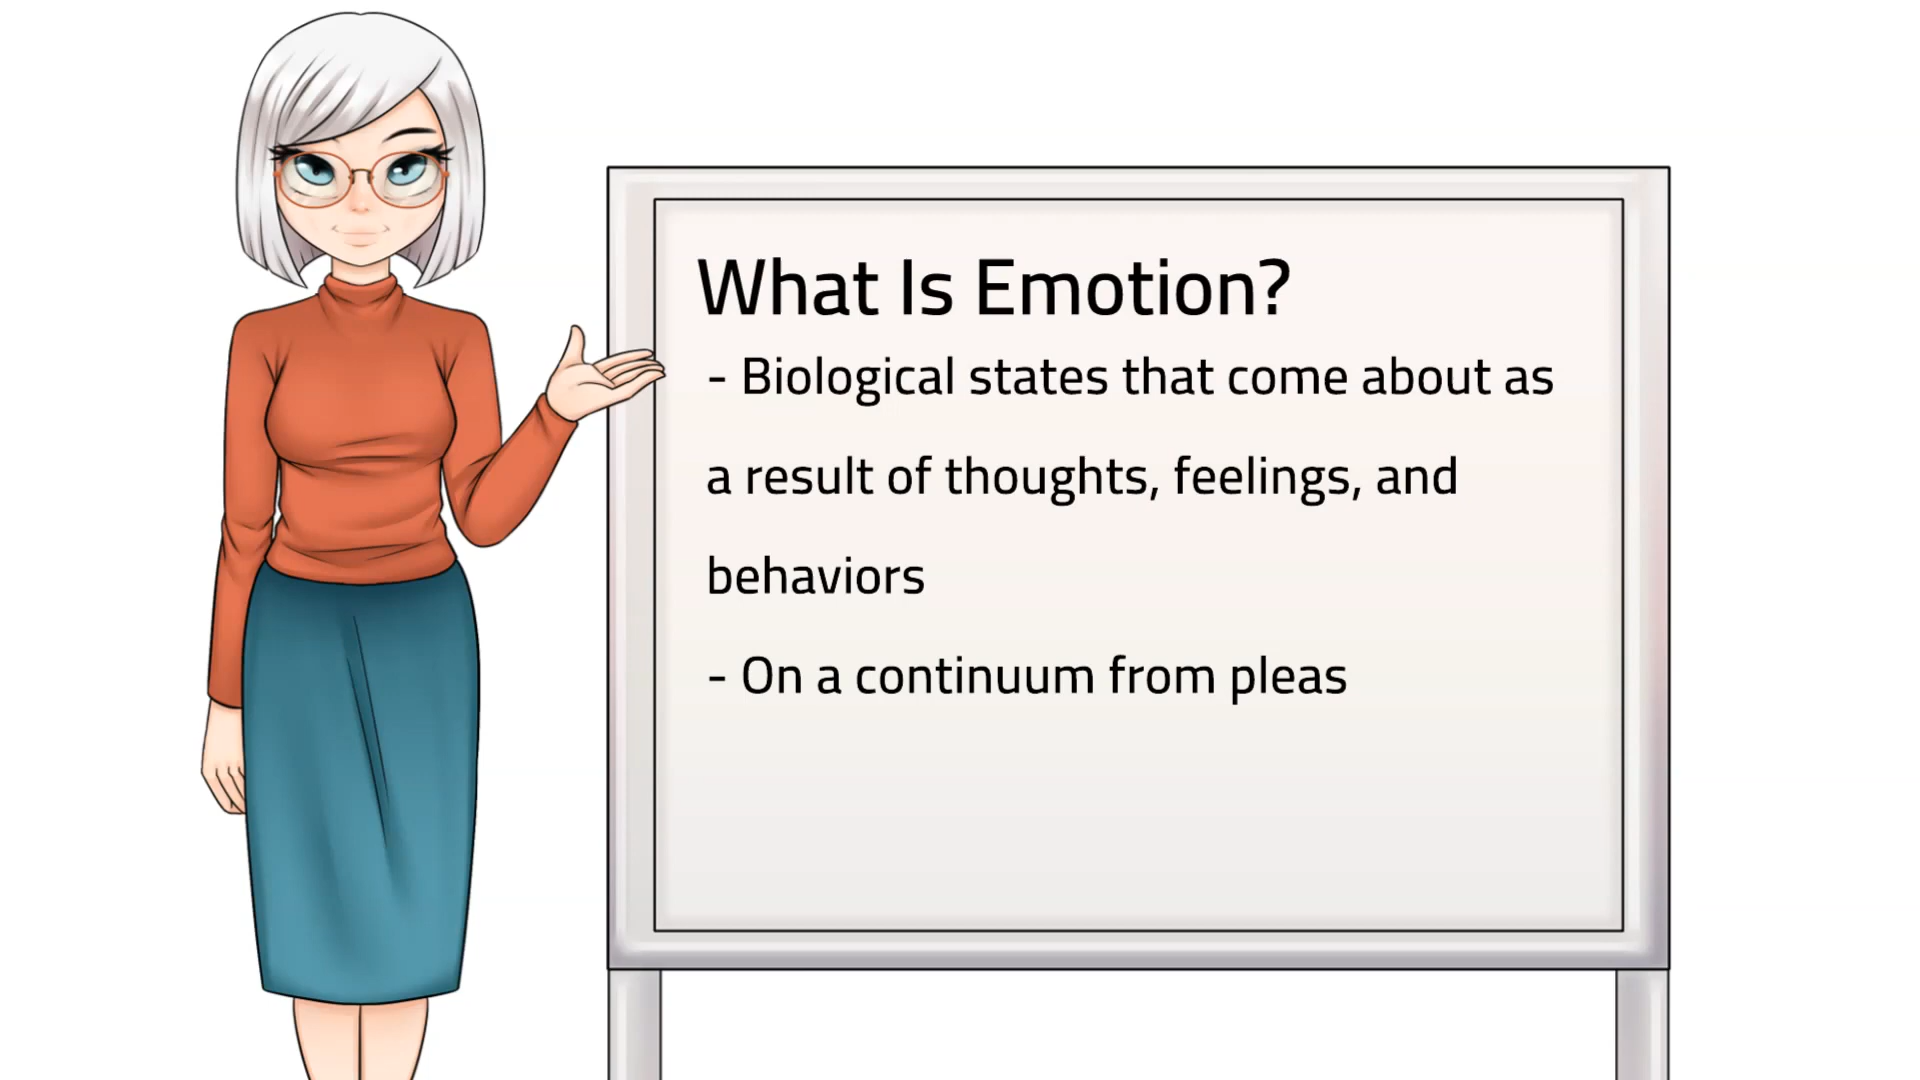 What Is Emotion?
- Biological states that come about as
a result of thoughts, feelings, and
behaviors
- On a continuum from pleas